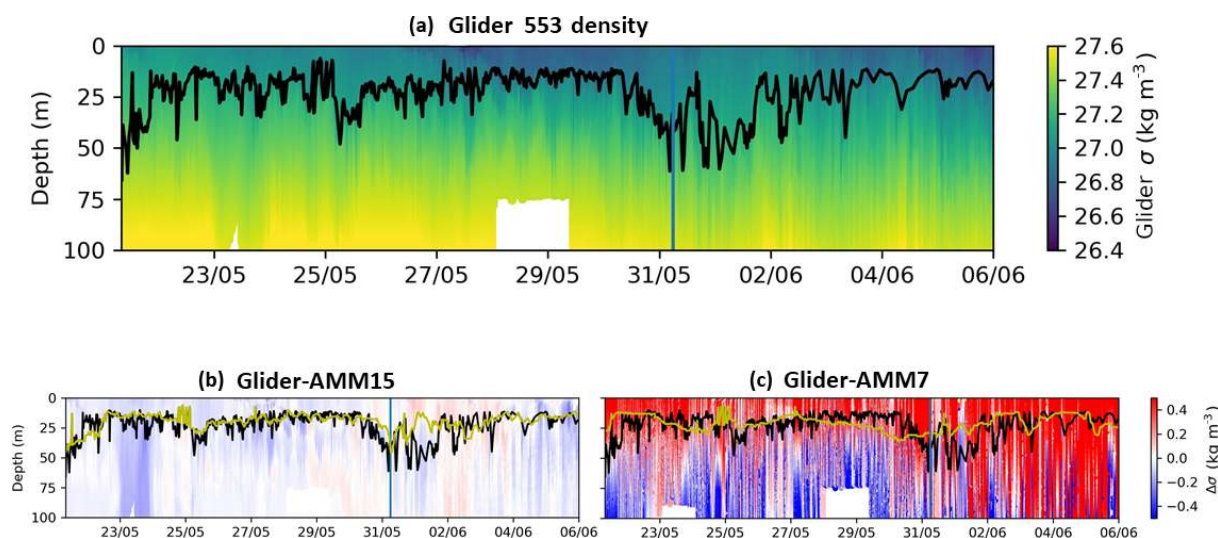 (a) Glider 553 density
0
25
50
75
100
Depth (m)
23/05 25/05 27/05 29/05 31/05 02/06 04/06 06/06
27.6
27.4
27.2
27.0
26.8
26.6
26.4
Glider σ (kg m⁻³)
(b) Glider-AMM15
0
25
50
75
100
Depth (m)
23/05 25/05 27/05 29/05 31/05 02/06 04/06 06/06
(c) Glider-AMM7
0
25
50
75
100
23/05 25/05 27/05 29/05 31/05 02/06 04/06 06/06
0.4
0.2
0.0
−0.2
−0.4
Δσ (kg m⁻³)